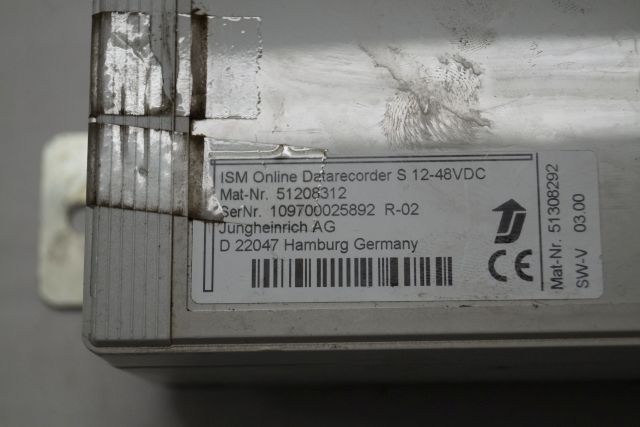 ISM Online Datarecorder S 12-48VDC
Mat-Nr. 51208312
SerNr. 109700025892 R-02
Jungheinrich AG
D 22047 Hamburg Germany
CE
Mat-Nr. 51308292
SW-V 03.00